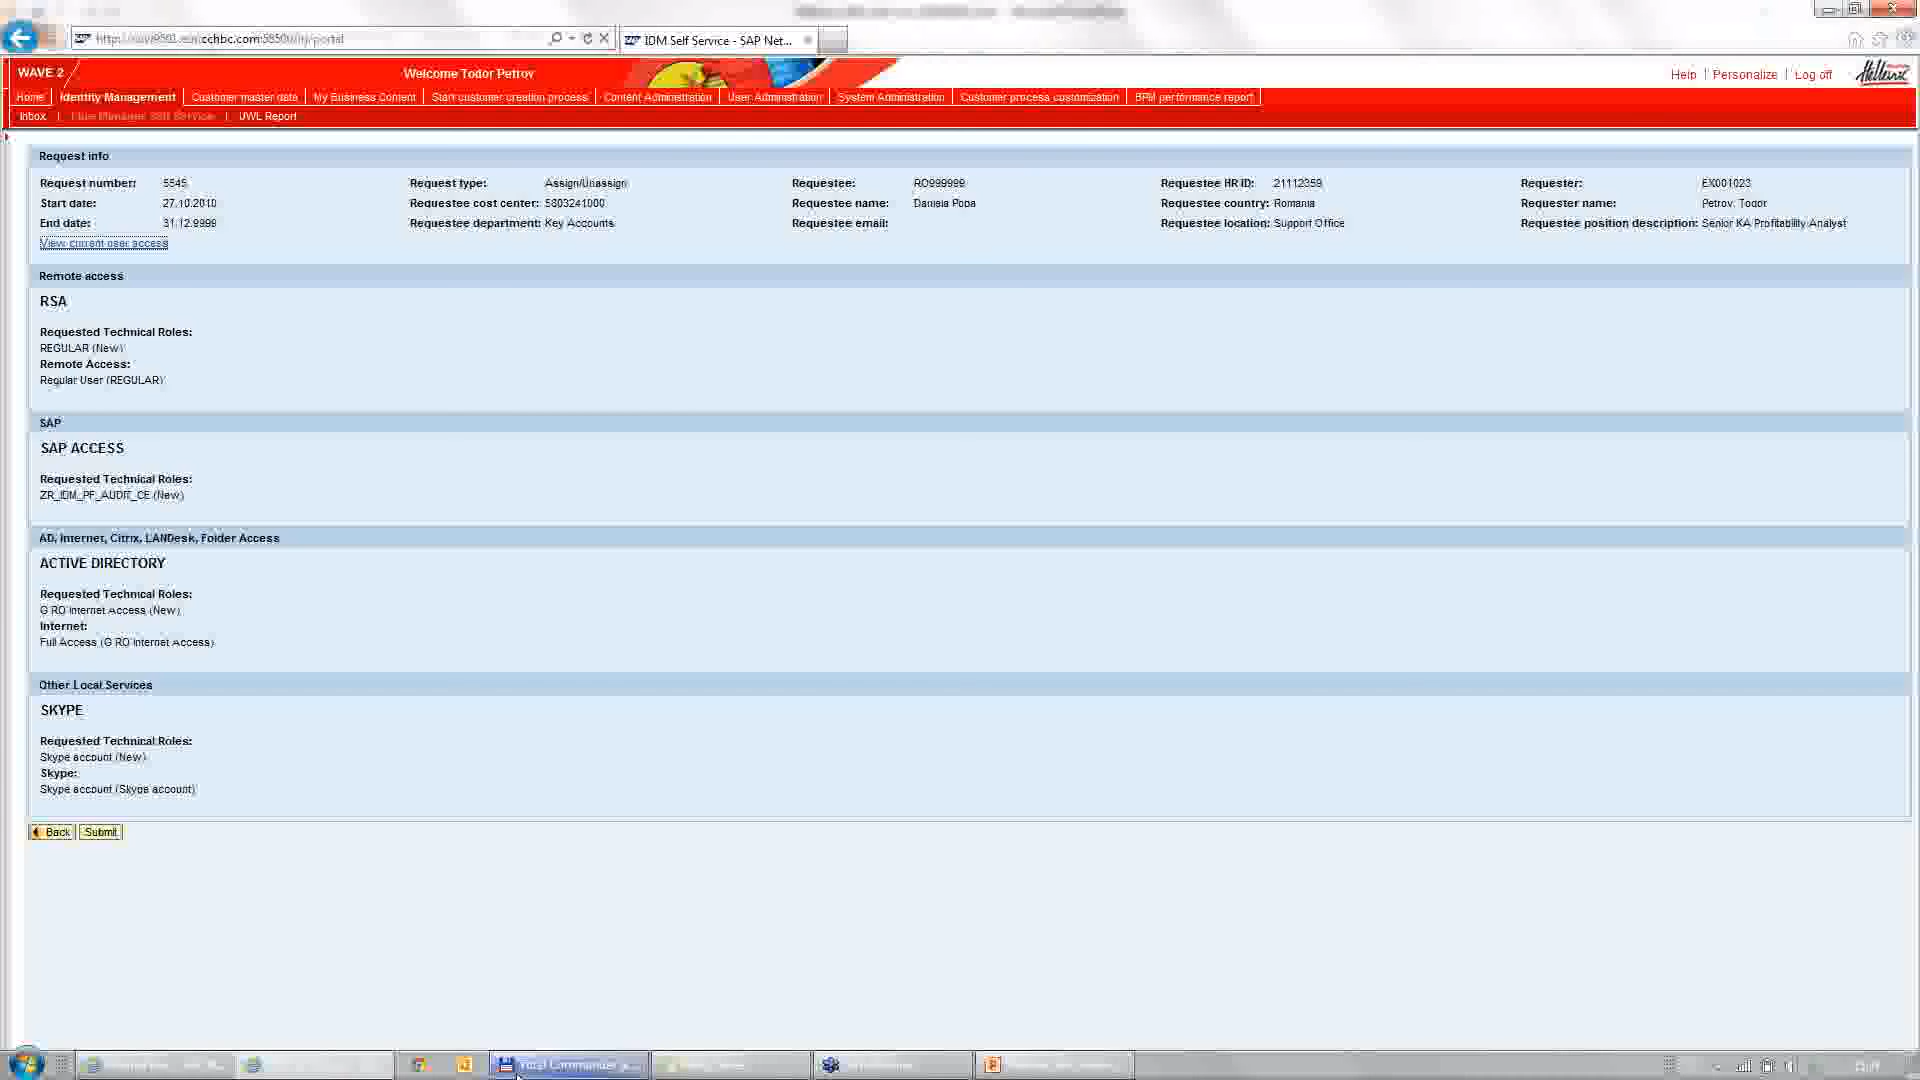 IDM Self Service - SAP Net...
WAVE 2
Welcome Todor Petrov
Help | Personalize | Log off
Home
Identity Management
Customer master data
My Business Content
Start customer creation process
Content Administration
User Administration
System Administration
Customer process customization
BPM performance report
Inbox
UWL Report
Request info
Request number: 5545 Request type: Assign/Unassign Requestee: RO999999 Requestee HR ID: 21112359 Requester: EX001023
Start date: 27.10.2010 Requestee cost center: 5803241000 Requestee name: Daniela Popa Requestee country: Romania Requester name: Petrov, Todor
End date: 31.12.9999 Requestee department: Key Accounts Requestee email: Requestee location: Support Office Requestee position description: Senior KA Profitability Analyst
View current user access
Remote access
RSA
Requested Technical Roles:
REGULAR (New)
Remote Access:
Regular User (REGULAR)
SAP
SAP ACCESS
Requested Technical Roles:
ZR_IDM_PF_AUDIT_CE (New)
AD, Internet, Citrix, LANDesk, Folder Access
ACTIVE DIRECTORY
Requested Technical Roles:
G RO Internet Access (New)
Internet:
Full Access (G RO Internet Access)
Other Local Services
SKYPE
Requested Technical Roles:
Skype account (New)
Skype:
Skype account (Skype account)
Back Submit
Total Commander